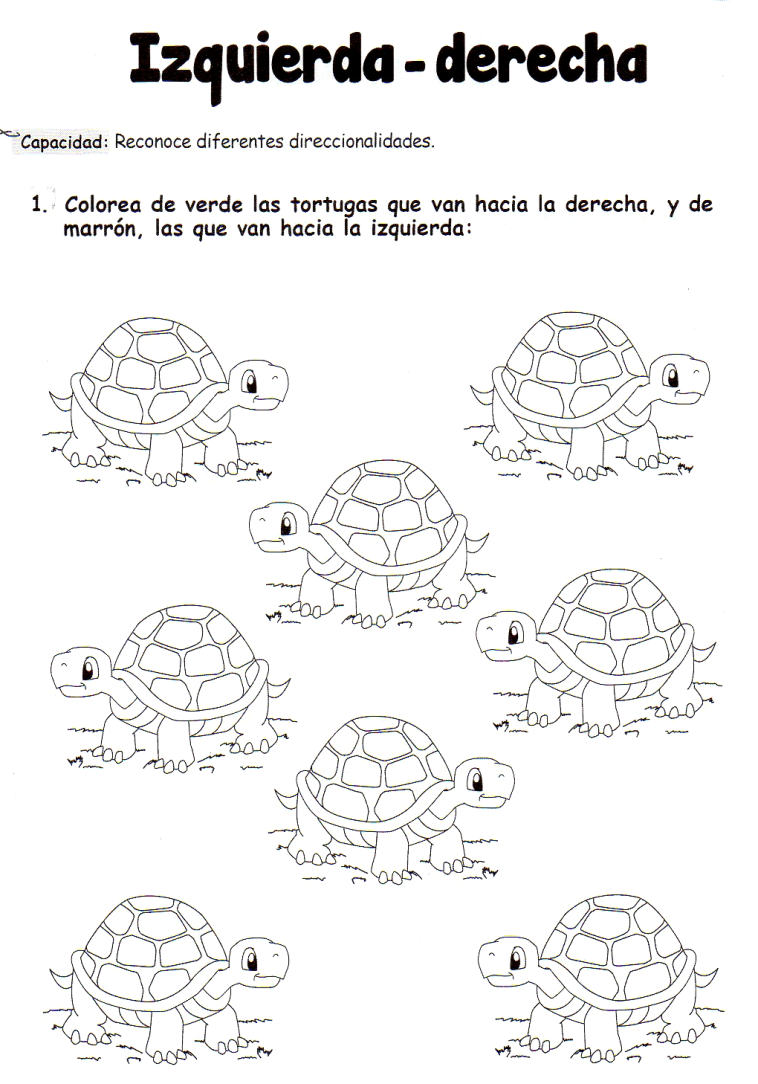 Izquierda - derecha
Capacidad: Reconoce diferentes direccionalidades.
1. Colorea de verde las tortugas que van hacia la derecha, y de
marrón, las que van hacia la izquierda: